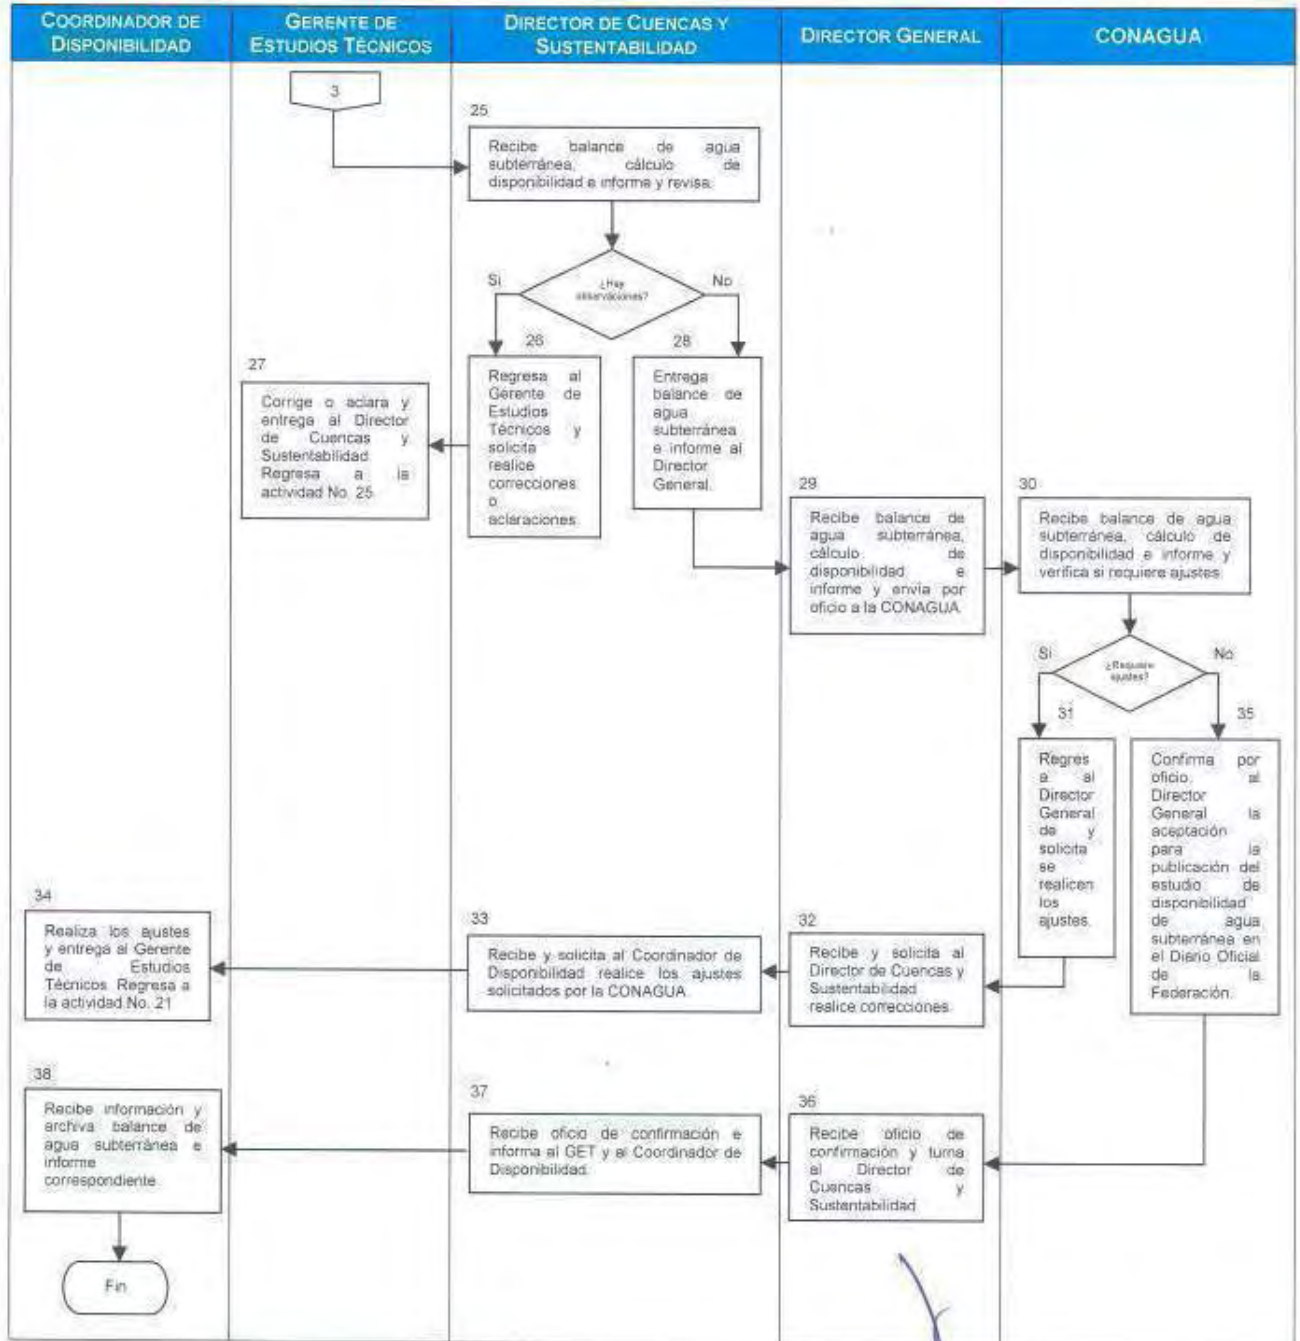 COORDINADOR DE
DISPONIBILIDAD
GERENTE DE
ESTUDIOS TÉCNICOS
DIRECTOR DE CUENCAS Y
SUSTENTABILIDAD
DIRECTOR GENERAL
CONAGUA
3
25
Recibe balance de agua
subterránea, cálculo de
disponibilidad e informe y revisa.
¿Hay
observaciones?
Si
No
26
Regresa al
Gerente de
Estudios
Técnicos y
solicita
realice
correcciones
o
aclaraciones
27
Corrige o aclara y
entrega al Director
de Cuencas y
Sustentabilidad
Regresa a la
actividad No. 25
28
Entrega
balance de
agua
subterránea
e informe al
Director
General.
29
Recibe balance de
agua subterránea,
cálculo de
disponibilidad e
informe y envía por
oficio a la CONAGUA
30
Recibe balance de agua
subterránea, cálculo de
disponibilidad e informe y
verifica si requiere ajustes
¿Requiere
ajustes?
Si
No
31
Regres
a al
Director
General
de y
solicita
se
realicen
los
ajustes.
35
Confirma por
oficio al
Director
General la
aceptación
para la
publicación del
estudio de
disponibilidad
de agua
subterránea en
el Diario Oficial
de la
Federación.
32
Recibe y solicita al
Director de Cuencas y
Sustentabilidad
realice correcciones
33
Recibe y solicita al Coordinador de
Disponibilidad realice los ajustes
solicitados por la CONAGUA
34
Realiza los ajustes
y entrega al Gerente
de Estudios
Técnicos. Regresa a
la actividad No. 21
36
Recibe oficio de
confirmación y turna
al Director de
Cuencas y
Sustentabilidad
37
Recibe oficio de confirmación e
informa al GET y al Coordinador de
Disponibilidad.
38
Recibe información y
archiva balance de
agua subterránea e
informe
correspondiente
Fin